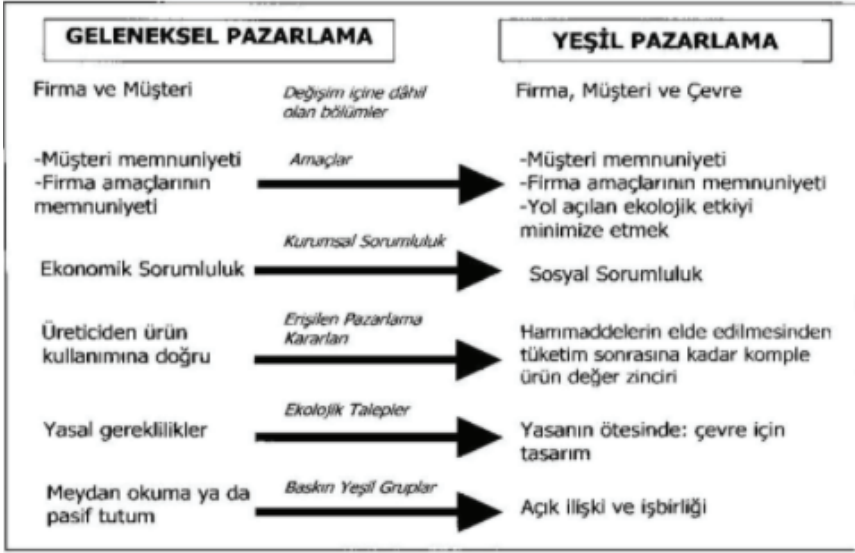 GELENEKSEL PAZARLAMA
YEŞİL PAZARLAMA
Firma ve Müşteri
Değişim içine dâhil
olan bölümler
Firma, Müşteri ve Çevre
-Müşteri memnuniyeti
-Firma amaçlarının
memnuniyeti
Amaçlar
-Müşteri memnuniyeti
-Firma amaçlarının memnuniyeti
-Yol açılan ekolojik etkiyi
minimize etmek
Ekonomik Sorumluluk
Kurumsal Sorumluluk
Sosyal Sorumluluk
Üreticiden ürün
kullanımına doğru
Erişilen Pazarlama
Kararları
Hammaddelerin elde edilmesinden
tüketim sonrasına kadar komple
ürün değer zinciri
Yasal gereklilikler
Ekolojik Talepler
Yasanın ötesinde: çevre için
tasarım
Meydan okuma ya da
pasif tutum
Baskın Yeşil Gruplar
Açık ilişki ve işbirliği